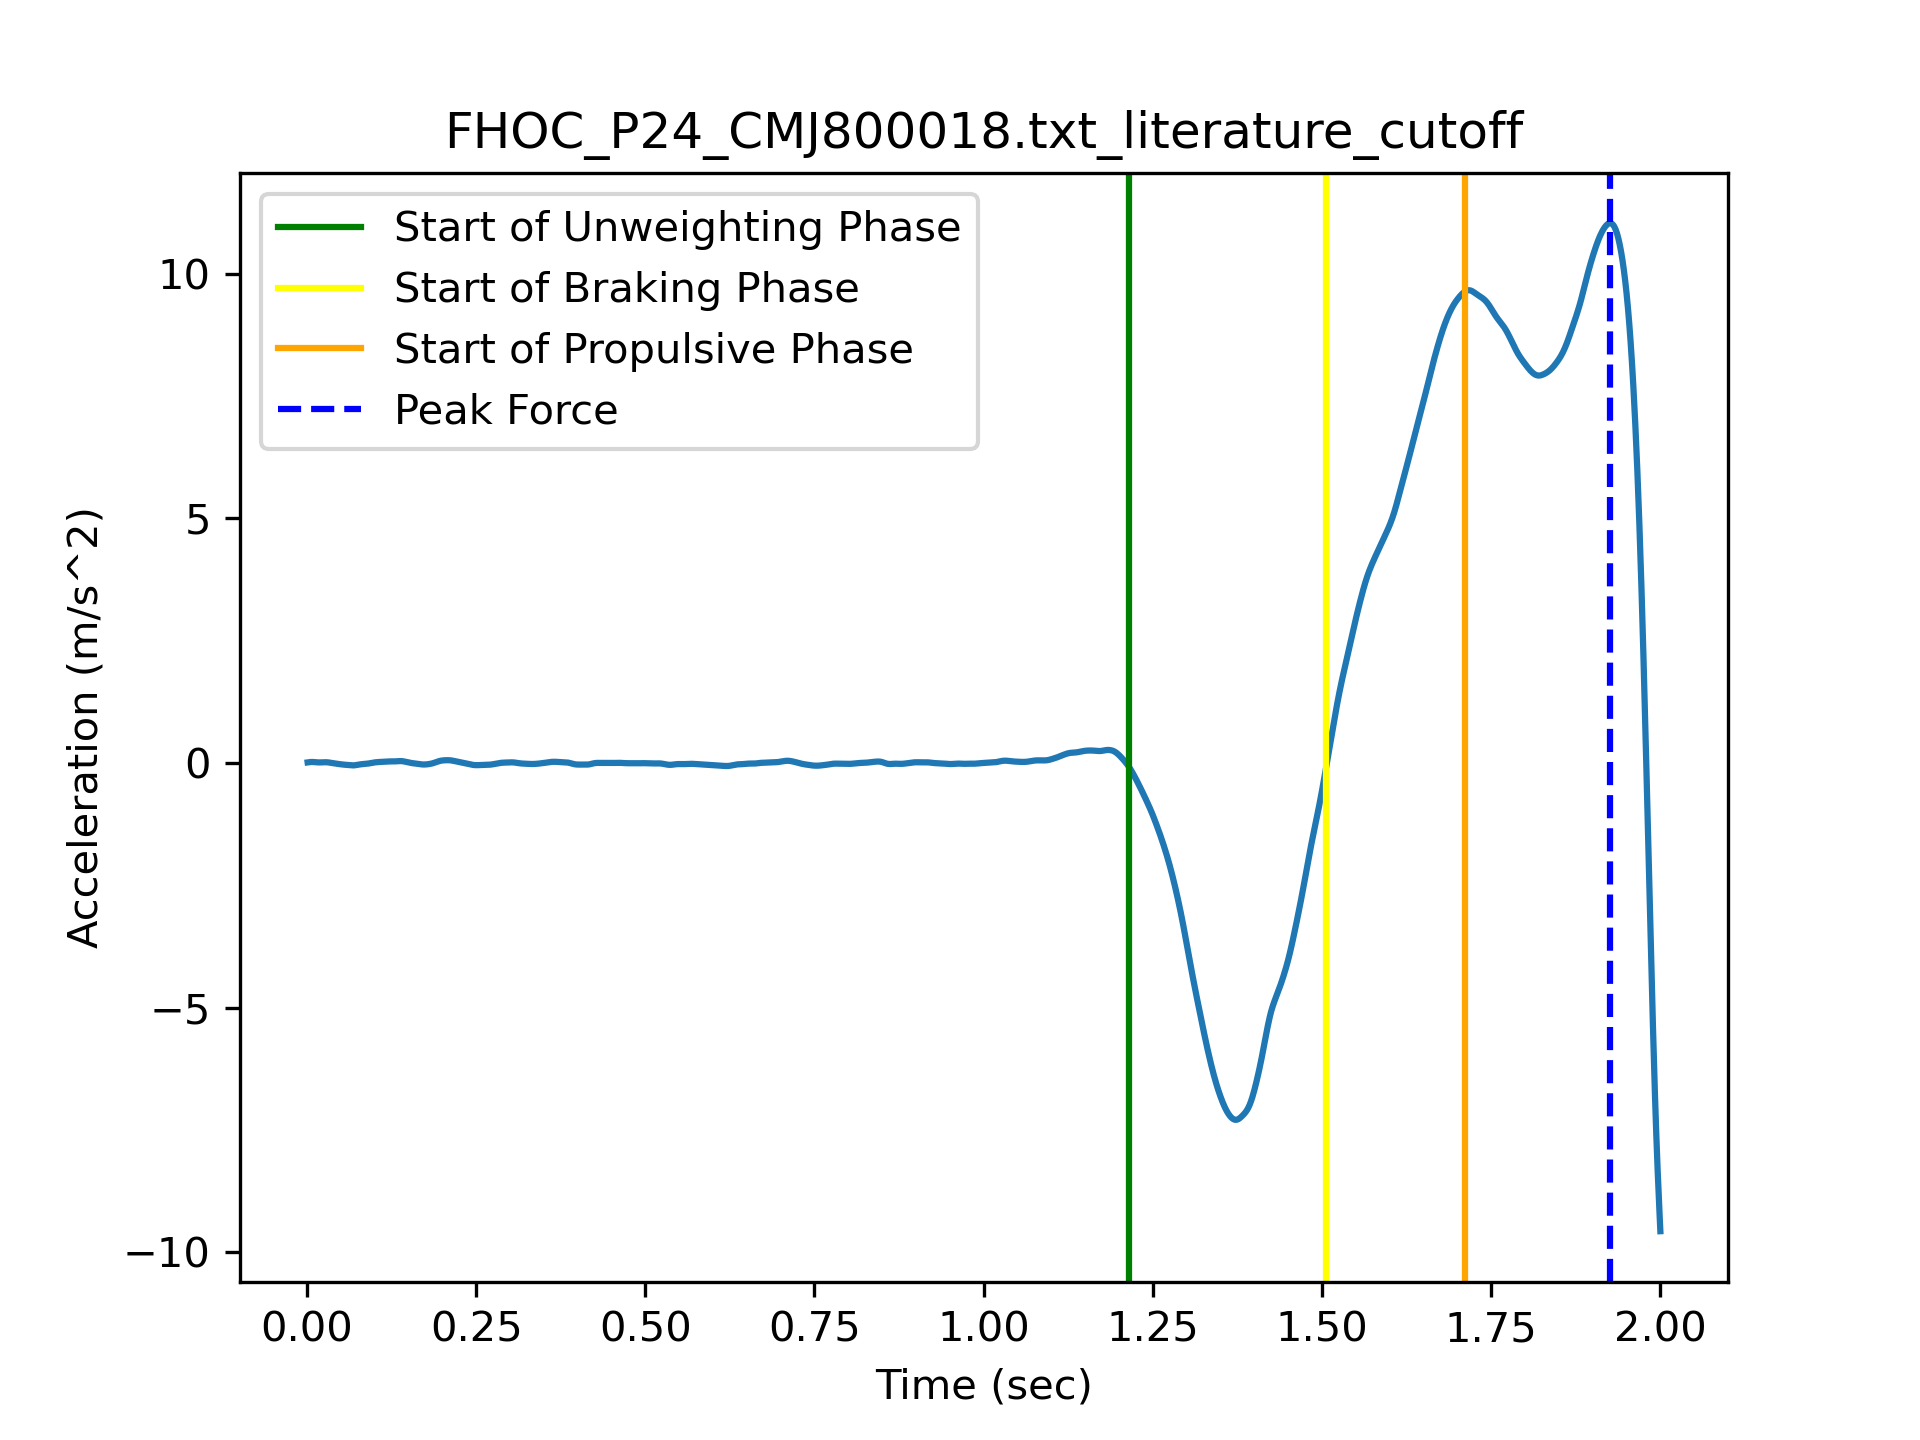 FHOC_P24_CMJ800018.txt_literature_cutoff
Start of Unweighting Phase
Start of Braking Phase
Start of Propulsive Phase
Peak Force
10
5
0
−5
−10
Acceleration (m/s^2)
0.00 0.25 0.50 0.75 1.00 1.25 1.50 1.75 2.00
Time (sec)